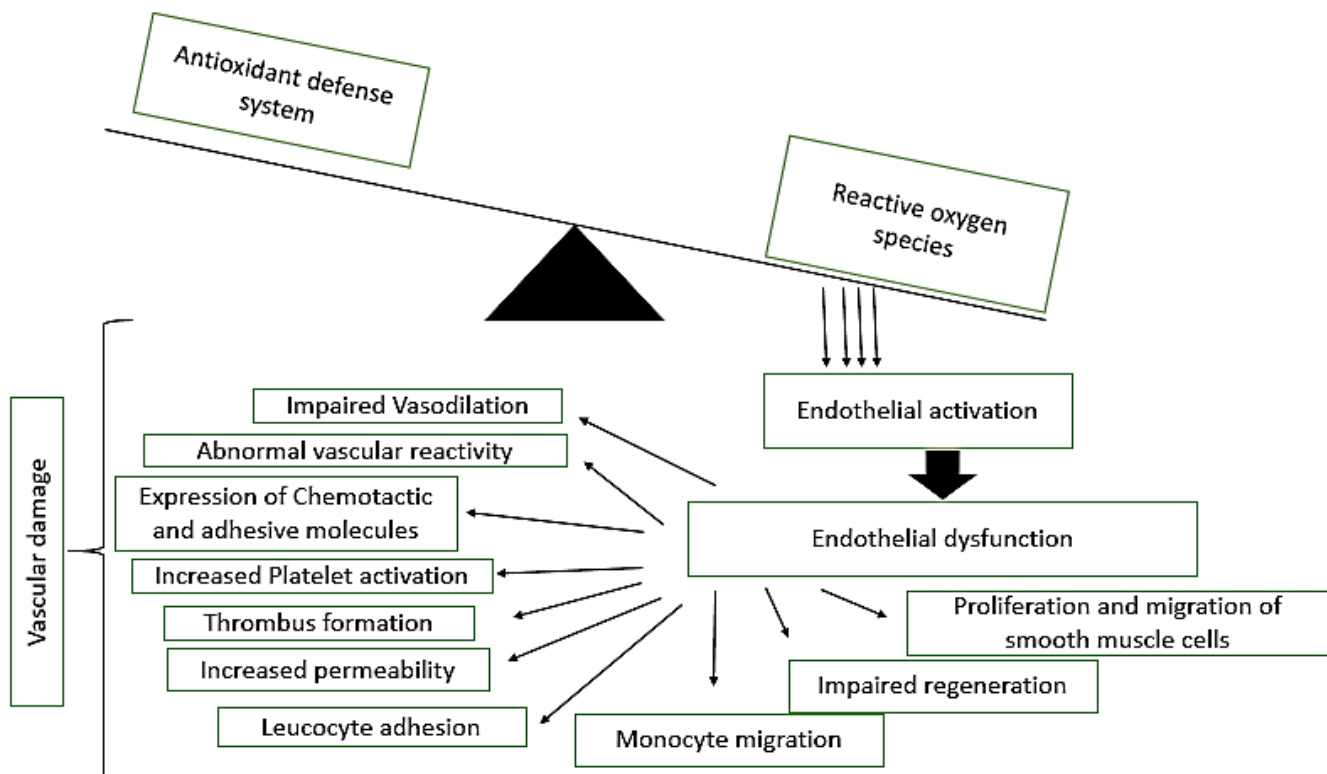 Antioxidant defense
system
Reactive oxygen
species
Endothelial activation
Endothelial dysfunction
Impaired Vasodilation
Abnormal vascular reactivity
Expression of Chemotactic
and adhesive molecules
Increased Platelet activation
Thrombus formation
Increased permeability
Leucocyte adhesion
Monocyte migration
Impaired regeneration
Proliferation and migration of
smooth muscle cells
Vascular damage